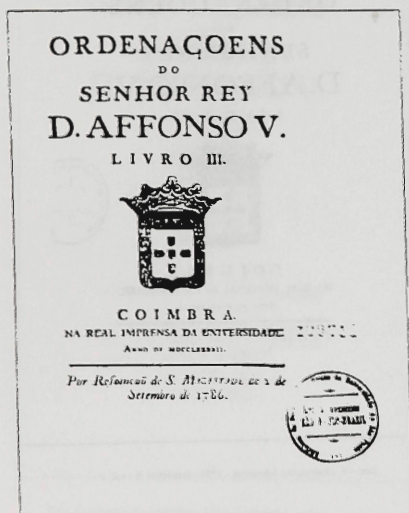 ORDENAÇOENS
DO
SENHOR REY
D. AFFONSO V.
LIVRO III.
COIMBRA.
NA REAL IMPRENSA DA UNIVERSIDADE.
ANNO DE MDCCLXXXXII.
Por Resoluçaõ de S. MAGESTADE de 2 de
Setembro de 1786.